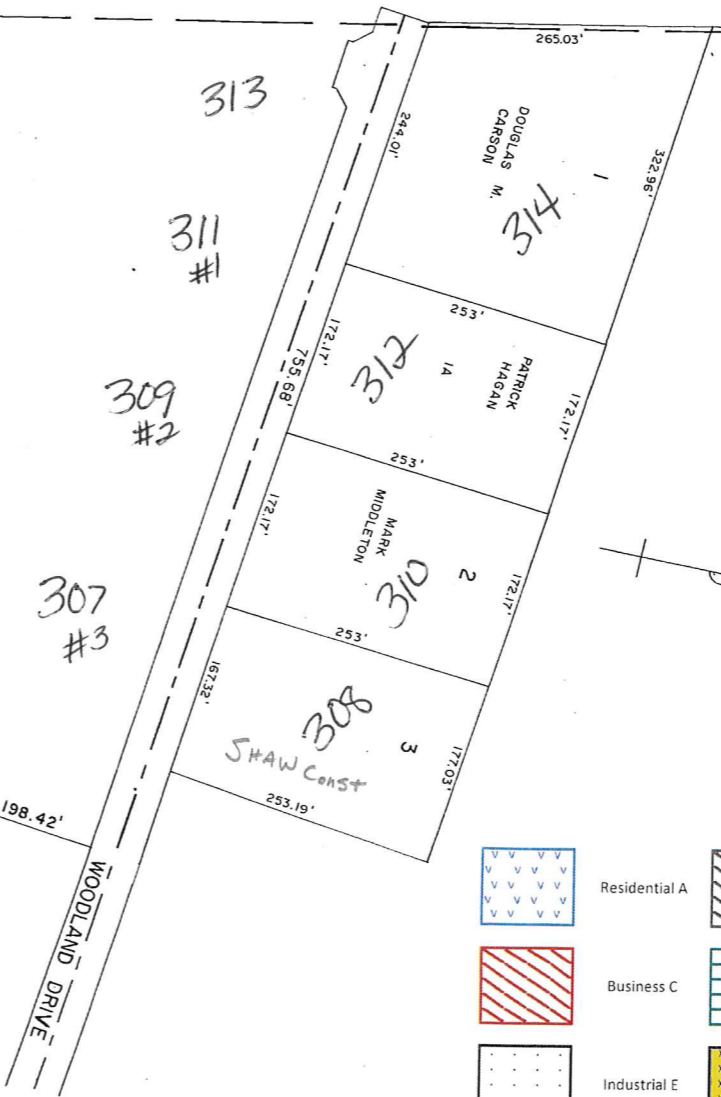 265.03'
313
244.01'
DOUGLAS M.
CARSON
1
322.96'
314
311
#1
253'
172.17'
755.68'
312
1A
PATRICK
HAGAN
172.17'
309
#2
253'
172.17'
MARK
MIDDLETON
310
2
172.17'
307
#3
253'
167.32'
308
3
SHAW Const
177.03'
253.19'
198.42'
WOODLAND DRIVE
Residential A
Business C
Industrial E